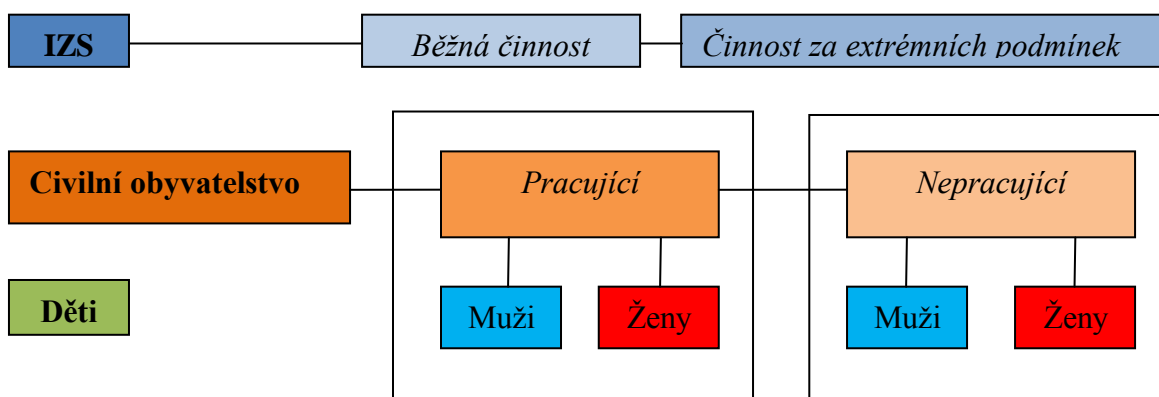 IZS
Běžná činnost
Činnost za extrémních podmínek
Civilní obyvatelstvo
Pracující
Nepracující
Děti
Muži
Ženy
Muži
Ženy